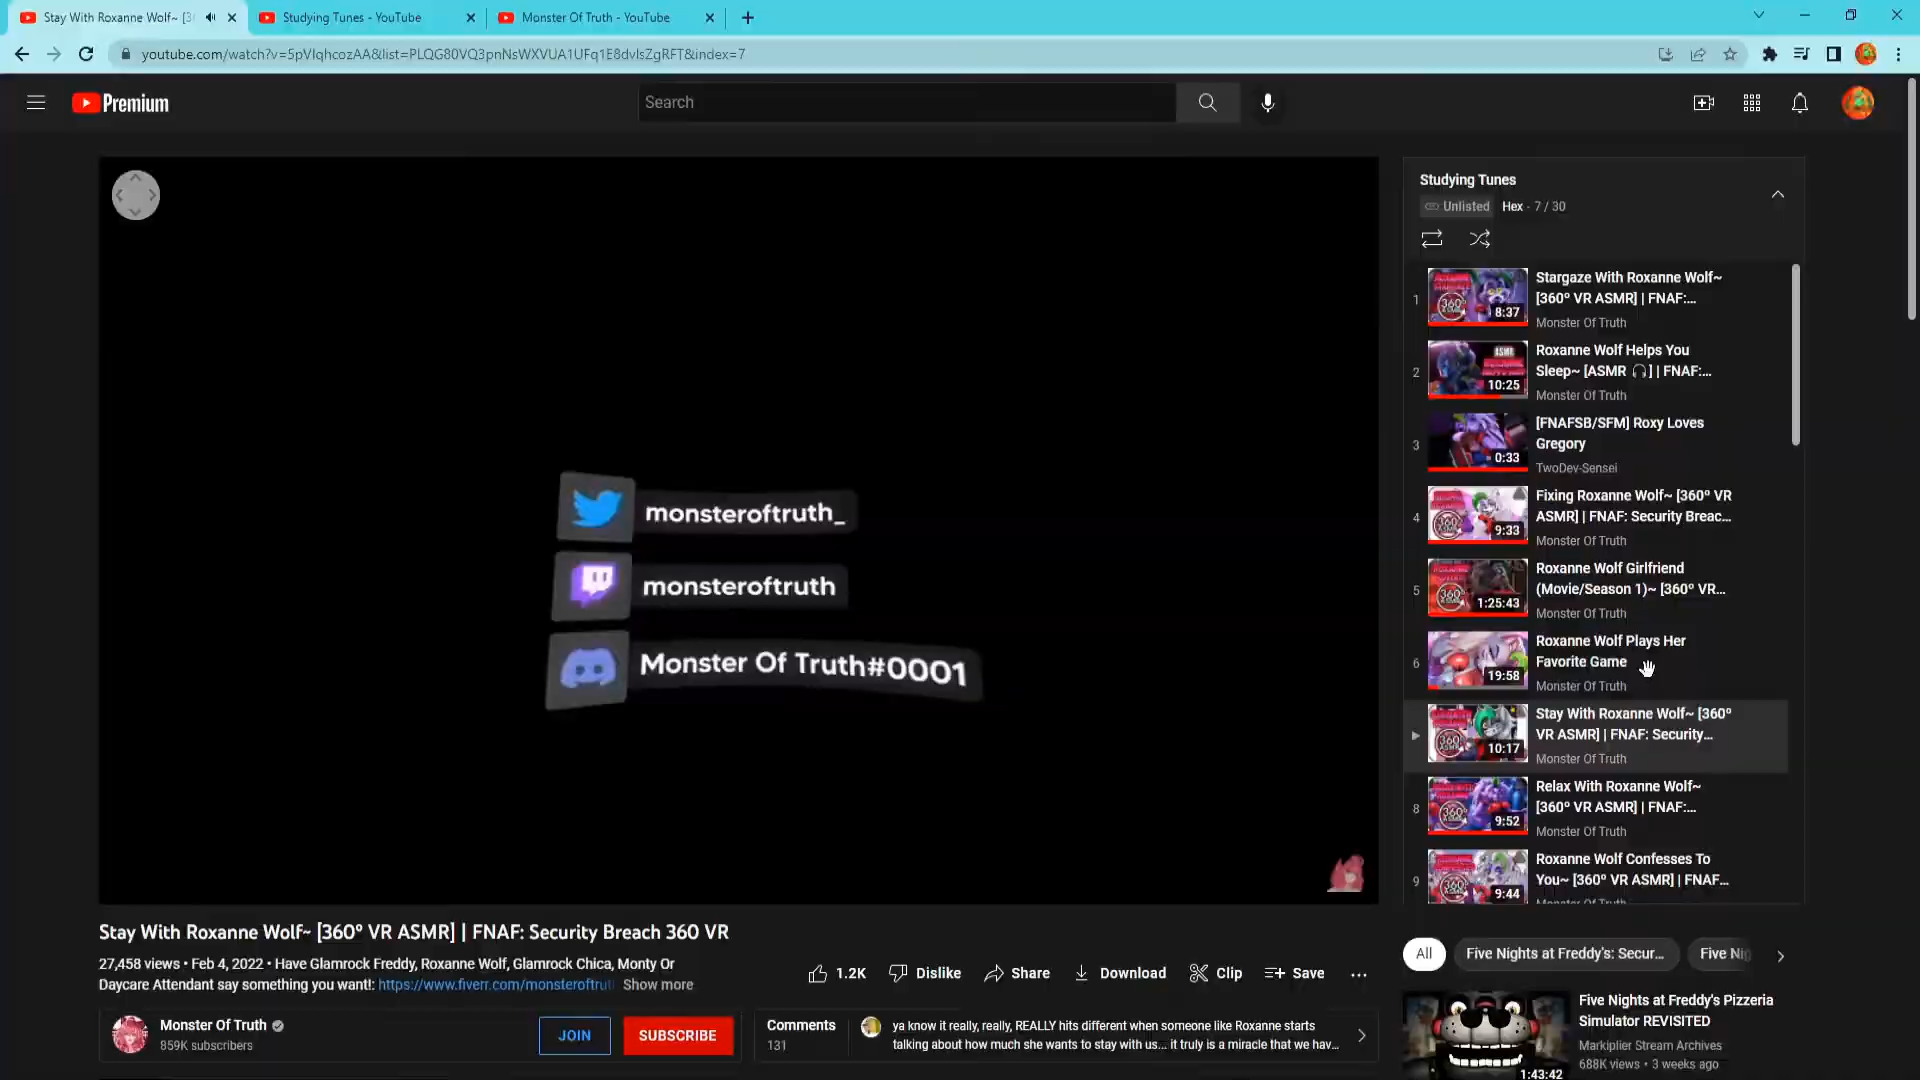 Stay With Roxanne Wolf~ [3
Studying Tunes - YouTube
Monster Of Truth - YouTube
youtube.com/watch?v=5pVIqhcozAA&list=PLQG80VQ3pnNsWXVUA1UFq1E8dvlsZgRFT&index=7
Premium
Search
monsteroftruth_
monsteroftruth
Monster Of Truth#0001
Stay With Roxanne Wolf~ [360º VR ASMR] | FNAF: Security Breach 360 VR
27,458 views • Feb 4, 2022 • Have Glamrock Freddy, Roxanne Wolf, Glamrock Chica, Monty Or
Daycare Attendant say something you want!: https://www.fiverr.com/monsteroftrut Show more
1.2K Dislike Share Download Clip Save
Monster Of Truth
859K subscribers
JOIN
SUBSCRIBE
Comments
131
ya know it really, really, REALLY hits different when someone like Roxanne starts
talking about how much she wants to stay with us... it truly is a miracle that we hav...
Studying Tunes
Unlisted Hex - 7 / 30
1
8:37
Stargaze With Roxanne Wolf~
[360º VR ASMR] | FNAF:...
Monster Of Truth
2
ASMR
10:25
Roxanne Wolf Helps You
Sleep~ [ASMR 🎧] | FNAF:...
Monster Of Truth
3
0:33
[FNAFSB/SFM] Roxy Loves
Gregory
TwoDev-Sensei
4
9:33
Fixing Roxanne Wolf~ [360º VR
ASMR] | FNAF: Security Breac...
Monster Of Truth
5
1:25:43
Roxanne Wolf Girlfriend
(Movie/Season 1)~ [360º VR...
Monster Of Truth
6
19:58
Roxanne Wolf Plays Her
Favorite Game
Monster Of Truth
10:17
Stay With Roxanne Wolf~ [360º
VR ASMR] | FNAF: Security...
Monster Of Truth
8
9:52
Relax With Roxanne Wolf~
[360º VR ASMR] | FNAF:...
Monster Of Truth
9
9:44
Roxanne Wolf Confesses To
You~ [360º VR ASMR] | FNAF...
Monster Of Truth
All
Five Nights at Freddy's: Secur...
Five Nig
1:43:42
Five Nights at Freddy's Pizzeria
Simulator REVISITED
Markiplier Stream Archives
688K views • 3 weeks ago